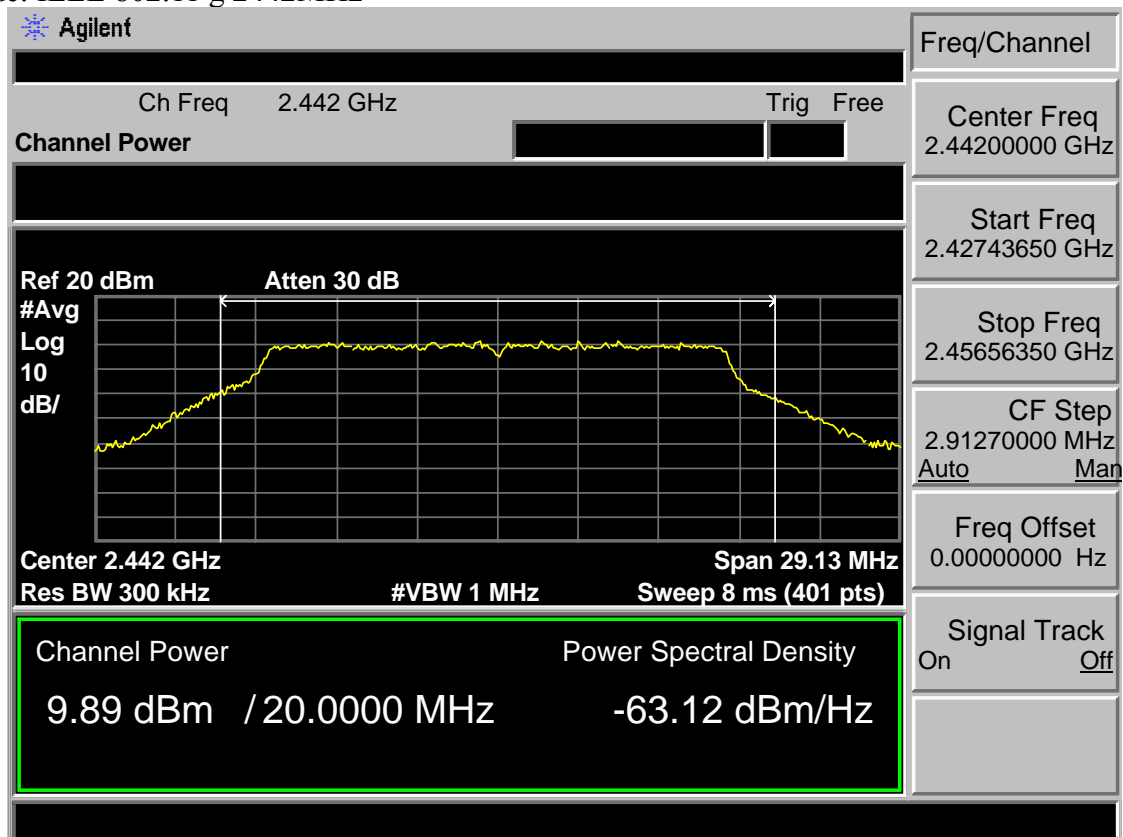 IEEE 802.11 g 2442MHz
Agilent
Freq/Channel
Ch Freq 2.442 GHz Trig Free
Channel Power
Center Freq
2.44200000 GHz
Start Freq
2.42743650 GHz
Stop Freq
2.45656350 GHz
CF Step
2.91270000 MHz
Auto Man
Freq Offset
0.00000000 Hz
Signal Track
On Off
Ref 20 dBm Atten 30 dB
#Avg
Log
10
dB/
Center 2.442 GHz Span 29.13 MHz
Res BW 300 kHz #VBW 1 MHz Sweep 8 ms (401 pts)
Channel Power Power Spectral Density
9.89 dBm / 20.0000 MHz -63.12 dBm/Hz